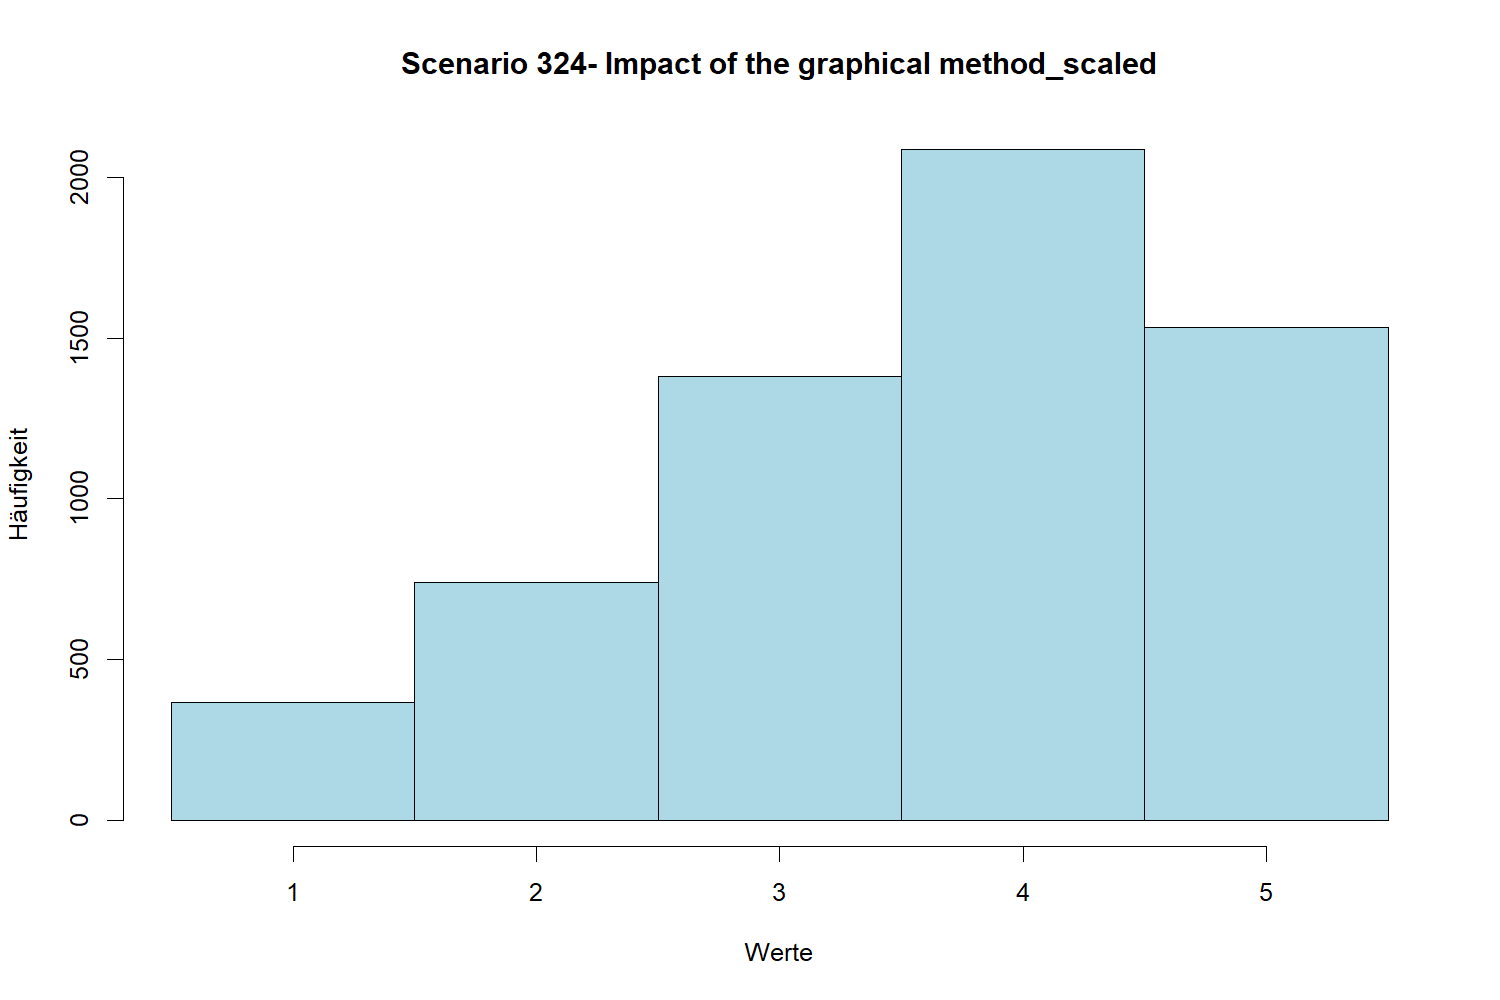 Scenario 324- Impact of the graphical method_scaled
Häufigkeit
2000
1500
1000
500
0
1 2 3 4 5
Werte